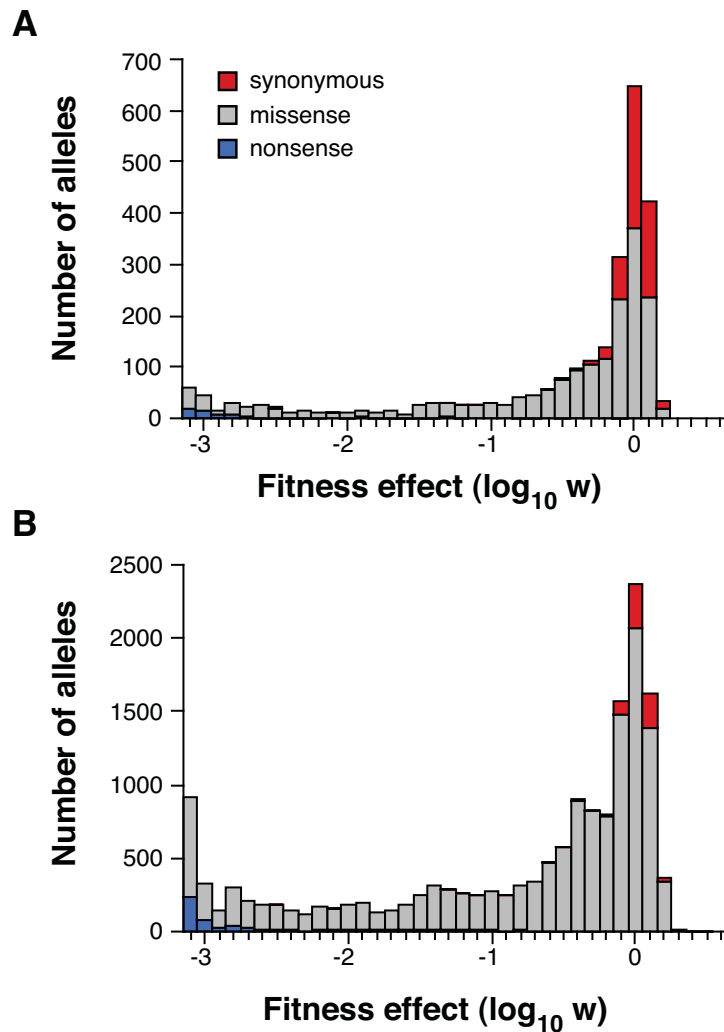 A
700
600
500
400
300
200
100
0
Number of alleles
synonymous
missense
nonsense
-3
-2
-1
0
Fitness effect (log₁₀ w)
B
2500
2000
1500
1000
500
0
Number of alleles
-3
-2
-1
0
Fitness effect (log₁₀ w)